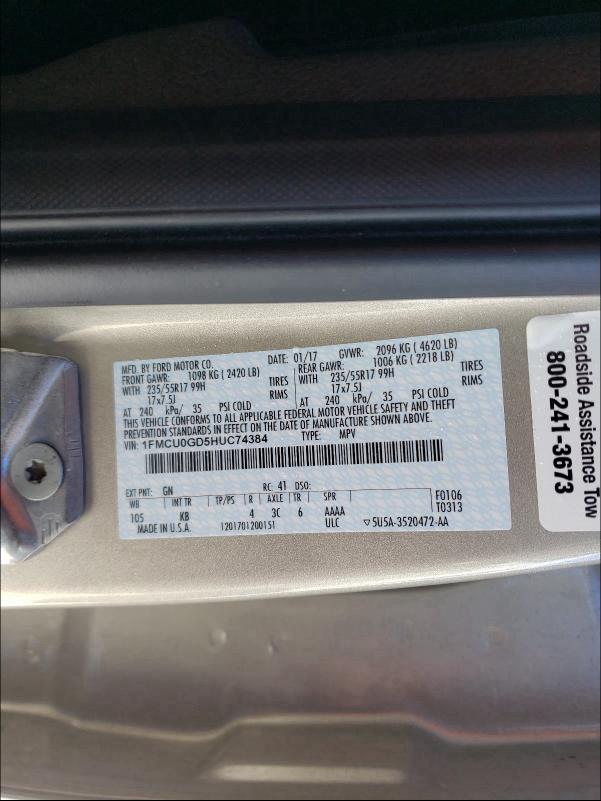 MFD. BY FORD MOTOR CO.
DATE: 01/17 GVWR: 2096 KG ( 4620 LB)
FRONT GAWR: 1098 KG ( 2420 LB)
WITH 235/55R17 99H TIRES
17x7.5J RIMS
AT 240 kPa/ 35 PSI COLD
REAR GAWR: 1006 KG ( 2218 LB)
WITH 235/55R17 99H TIRES
17x7.5J RIMS
AT 240 kPa/ 35 PSI COLD
THIS VEHICLE CONFORMS TO ALL APPLICABLE FEDERAL MOTOR VEHICLE SAFETY AND THEFT
PREVENTION STANDARDS IN EFFECT ON THE DATE OF MANUFACTURE SHOWN ABOVE.
VIN: 1FMCU0GD5HUC74384 TYPE: MPV
EXT PNT: GN RC: 41 DSO:
WB INT TR TP/PS R AXLE TR SPR
105 KB 4 3C 6 AAAA
F0106
T0313
MADE IN U.S.A. 1201701200151 ULC ▽5U5A-3520472-AA
Roadside Assistance Tow
800-241-3673